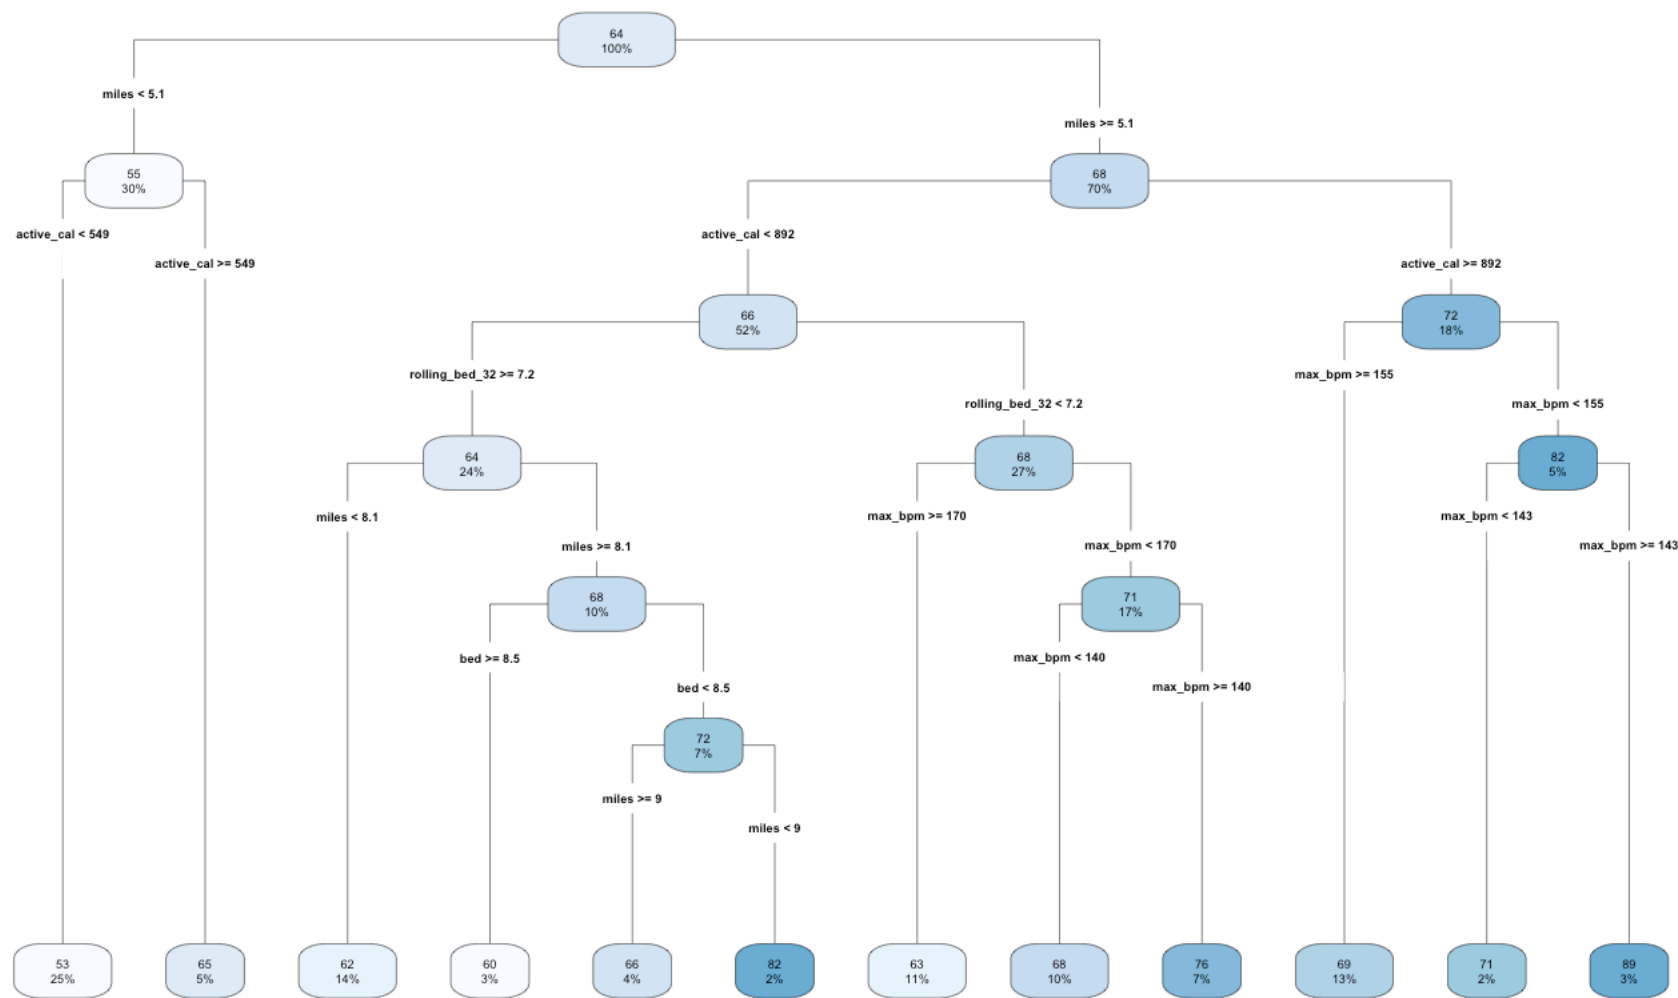 64
100%
miles < 5.1
miles >= 5.1
55
30%
68
70%
active_cal < 549
active_cal >= 549
active_cal < 892
active_cal >= 892
66
52%
72
18%
rolling_bed_32 >= 7.2
rolling_bed_32 < 7.2
max_bpm >= 155
max_bpm < 155
64
24%
68
27%
82
5%
miles < 8.1
miles >= 8.1
max_bpm >= 170
max_bpm < 170
max_bpm < 143
max_bpm >= 143
68
10%
71
17%
bed >= 8.5
bed < 8.5
max_bpm < 140
max_bpm >= 140
72
7%
miles >= 9
miles < 9
53
25%
65
5%
62
14%
60
3%
66
4%
82
2%
63
11%
68
10%
76
7%
69
13%
71
2%
89
3%